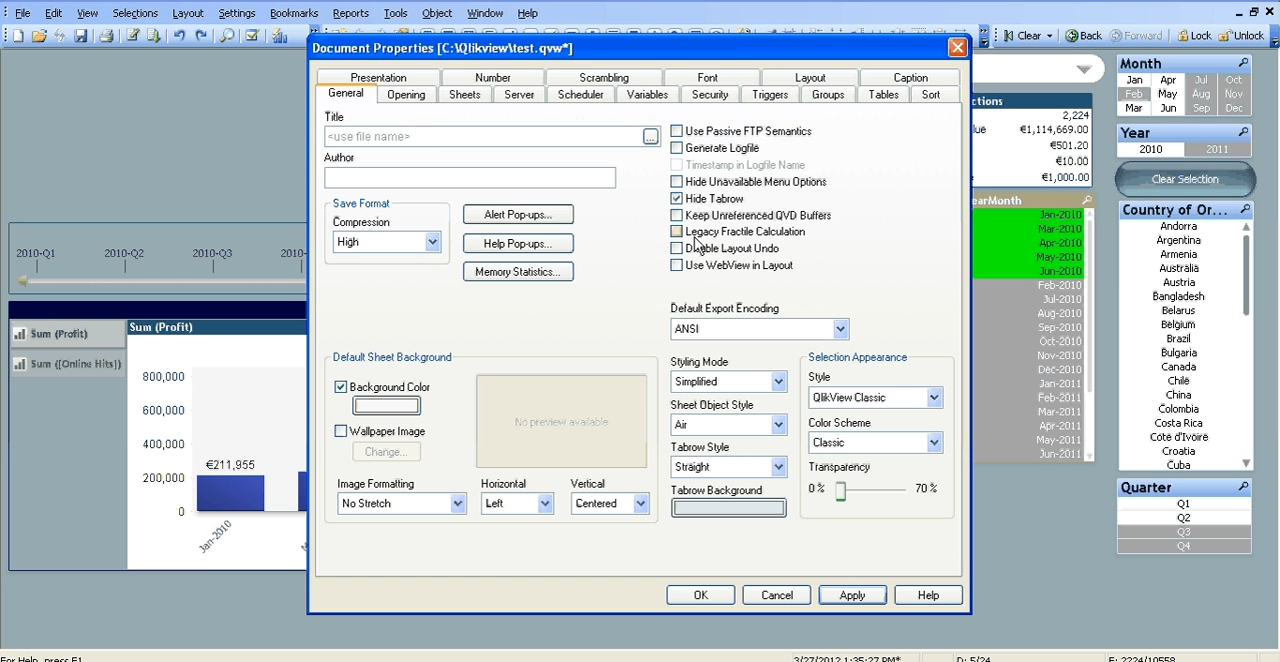 File Edit View Selections Layout Settings Bookmarks Reports Tools Object Window Help
Clear Back Forward Lock Unlock
Document Properties [C:\Qlikview\test.qvw*]
Presentation Number Scrambling Font Layout Caption
General Opening Sheets Server Scheduler Variables Security Triggers Groups Tables Sort
Title
<use file name>
...
Author
Save Format
Compression
High
Alert Pop-ups...
Help Pop-ups...
Memory Statistics...
Use Passive FTP Semantics
Generate Logfile
Timestamp in Logfile Name
Hide Unavailable Menu Options
Hide Tabrow
Keep Unreferenced QVD Buffers
Legacy Fractile Calculation
Disable Layout Undo
Use WebView in Layout
Default Export Encoding
ANSI
Default Sheet Background
Background Color
Wallpaper Image
Change...
No preview available
Image Formatting
No Stretch
Horizontal
Left
Vertical
Centered
Styling Mode
Simplified
Sheet Object Style
Air
Tabrow Style
Straight
Tabrow Background
Selection Appearance
Style
QlikView Classic
Color Scheme
Classic
Transparency
0 % 70 %
OK Cancel Apply Help
2010-Q1 2010-Q2 2010-Q3 2010-
Sum (Profit)
Sum ([Online Hits])
Sum (Profit)
800,000
600,000
400,000
200,000
0
€211,955
Jan-2010
ctions
2,224
ue €1,114,669.00
€501.20
€10.00
€1,000.00
earMonth
Jan-2010
Mar-2010
Apr-2010
May-2010
Jun-2010
Feb-2010
Jul-2010
Aug-2010
Sep-2010
Oct-2010
Nov-2010
Dec-2010
Jan-2011
Feb-2011
Mar-2011
Apr-2011
May-2011
Jun-2011
Month
Jan Apr Jul Oct
Feb May Aug Nov
Mar Jun Sep Dec
Year
2010 2011
Clear Selection
Country of Or...
Andorra
Argentina
Armenia
Australia
Austria
Bangladesh
Belarus
Belgium
Brazil
Bulgaria
Canada
Chile
China
Colombia
Costa Rica
Côte d'Ivoire
Croatia
Cuba
Quarter
Q1
Q2
Q3
Q4
For Help, press F1
3/27/2012 1:35:27 PM* D: 5/24 F: 2224/10558